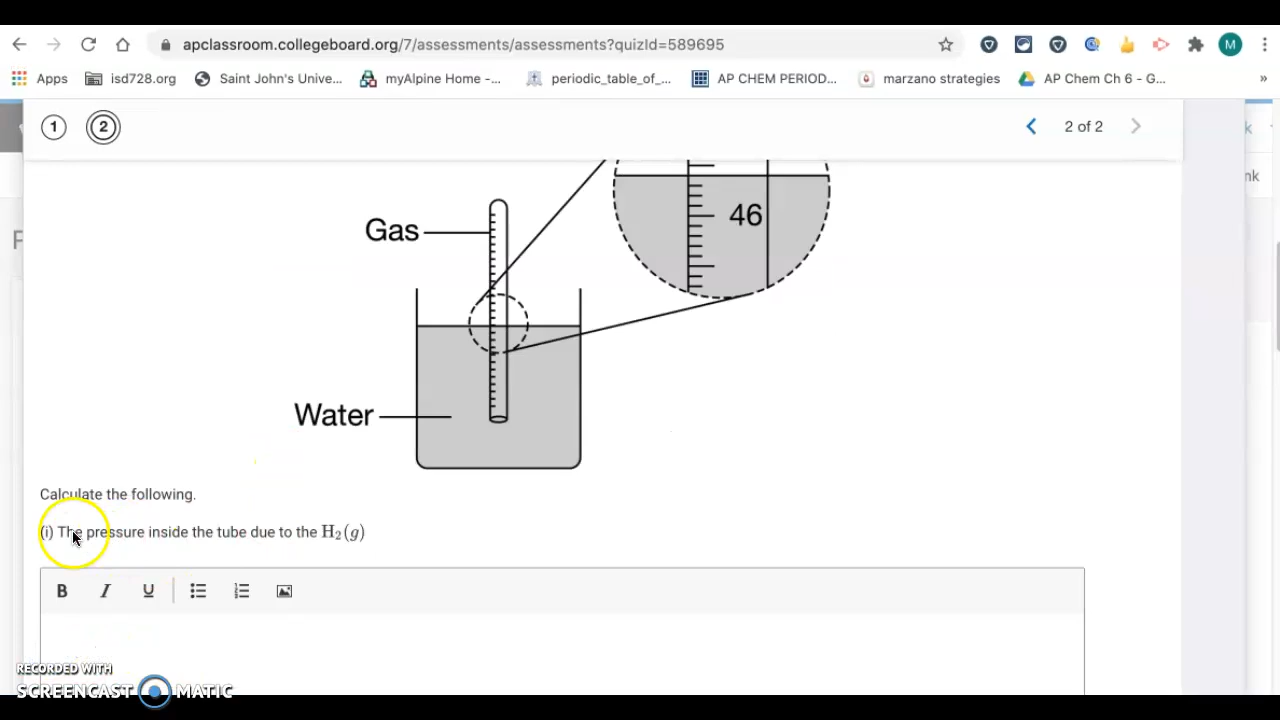 apclassroom.collegeboard.org/7/assessments/assessments?quizId=589695
M
Apps isd728.org Saint John's Unive... myAlpine Home -... periodic_table_of_... AP CHEM PERIOD... marzano strategies AP Chem Ch 6 - G... »
1 2 2 of 2
k
nk
46
Gas
Water
Calculate the following.
(i) The pressure inside the tube due to the H₂(g)
B I U
RECORDED WITH
SCREENCAST MATIC